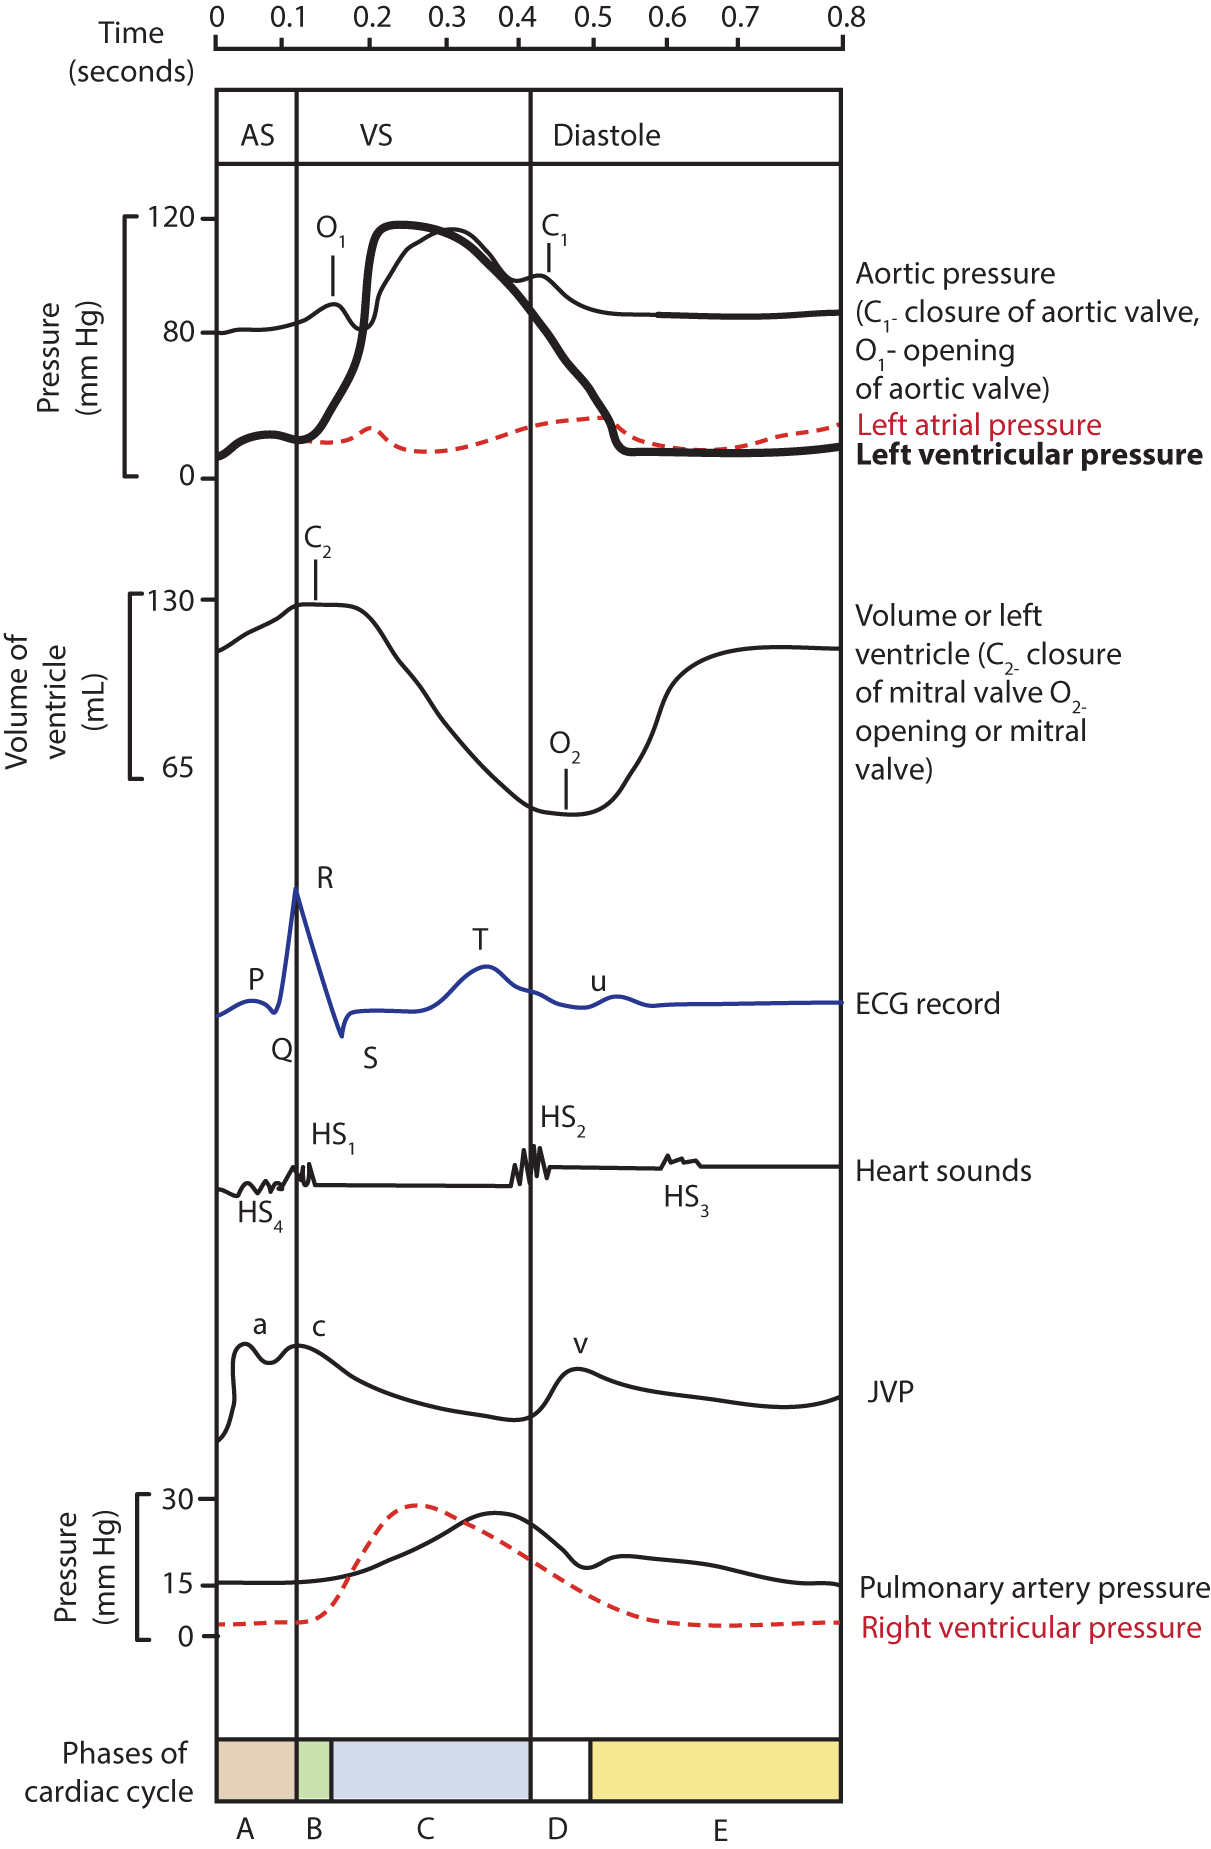 0 0.1 0.2 0.3 0.4 0.5 0.6 0.7 0.8
Time
(seconds)
AS VS Diastole
Pressure
(mm Hg)
120
80
0
O1
C1
Aortic pressure
(C1- closure of aortic valve,
O1- opening
of aortic valve)
Left atrial pressure
Left ventricular pressure
Volume of
ventricle
(mL)
130
65
C2
O2
Volume or left
ventricle (C2- closure
of mitral valve O2-
opening or mitral
valve)
R
P
Q
S
T
u
ECG record
HS4
HS1
HS2
HS3
Heart sounds
a
c
v
JVP
Pressure
(mm Hg)
30
15
0
Pulmonary artery pressure
Right ventricular pressure
Phases of
cardiac cycle
A B C D E